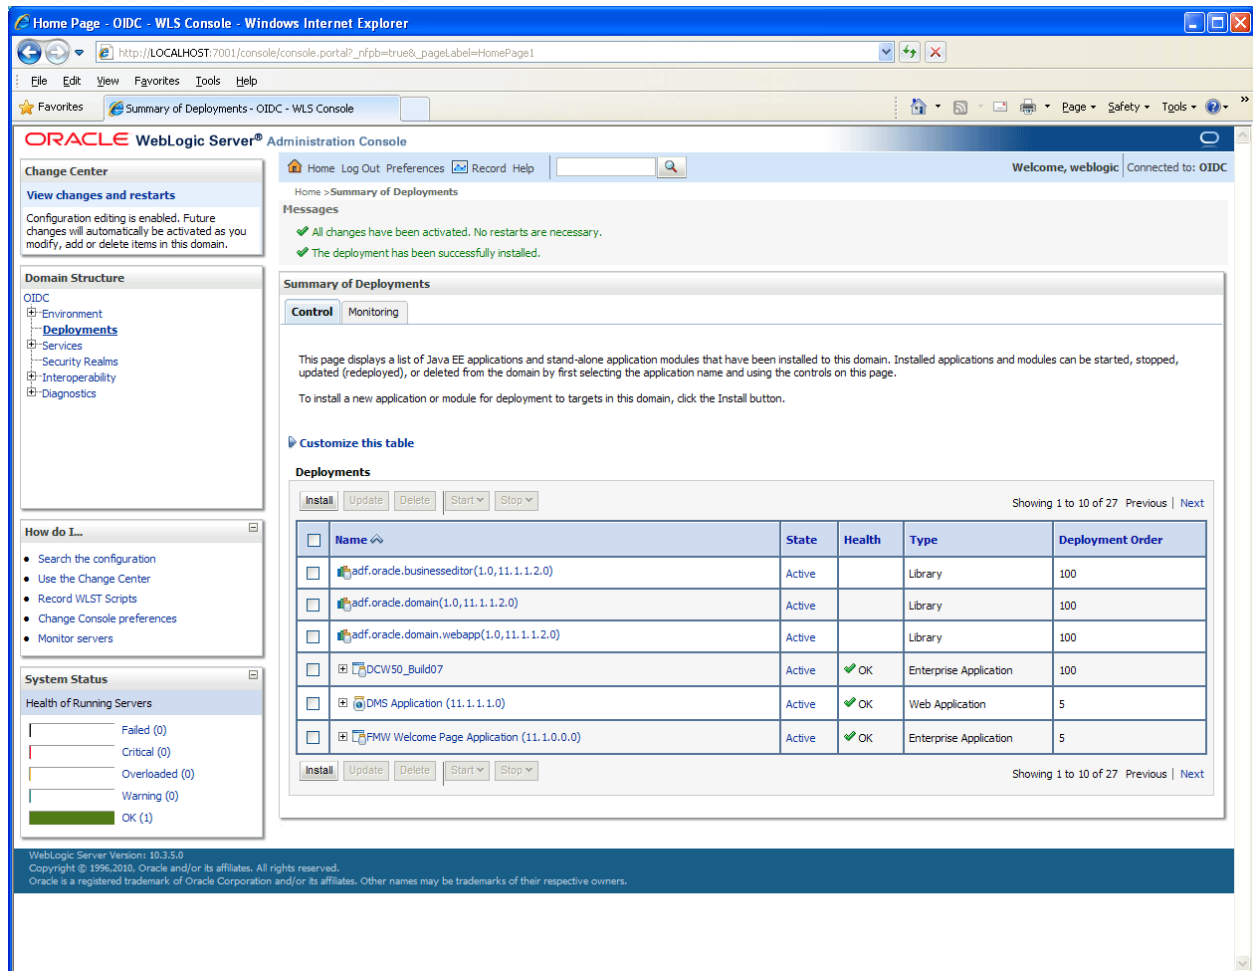 Home Page - OIDC - WLS Console - Windows Internet Explorer
http://LOCALHOST:7001/console/console.portal?_nfpb=true&_pageLabel=HomePage1
File Edit View Favorites Tools Help
Favorites Summary of Deployments - OIDC - WLS Console Page Safety Tools »
ORACLE WebLogic Server® Administration Console
Change Center
View changes and restarts
Configuration editing is enabled. Future
changes will automatically be activated as you
modify, add or delete items in this domain.
Domain Structure
OIDC
Environment
Deployments
Services
Security Realms
Interoperability
Diagnostics
How do I...
Search the configuration
Use the Change Center
Record WLST Scripts
Change Console preferences
Monitor servers
System Status
Health of Running Servers
Failed (0)
Critical (0)
Overloaded (0)
Warning (0)
OK (1)
Home Log Out Preferences Record Help Welcome, weblogic Connected to: OIDC
Home >Summary of Deployments
Messages
All changes have been activated. No restarts are necessary.
The deployment has been successfully installed.
Summary of Deployments
Control Monitoring
This page displays a list of Java EE applications and stand-alone application modules that have been installed to this domain. Installed applications and modules can be started, stopped,
updated (redeployed), or deleted from the domain by first selecting the application name and using the controls on this page.
To install a new application or module for deployment to targets in this domain, click the Install button.
Customize this table
Deployments
Install Update Delete Start Stop Showing 1 to 10 of 27 Previous | Next
Name State Health Type Deployment Order
adf.oracle.businesseditor(1.0,11.1.1.2.0) Active Library 100
adf.oracle.domain(1.0,11.1.1.2.0) Active Library 100
adf.oracle.domain.webapp(1.0,11.1.1.2.0) Active Library 100
DCW50_Build07 Active OK Enterprise Application 100
DMS Application (11.1.1.1.0) Active OK Web Application 5
FMW Welcome Page Application (11.1.0.0.0) Active OK Enterprise Application 5
Install Update Delete Start Stop Showing 1 to 10 of 27 Previous | Next
WebLogic Server Version: 10.3.5.0
Copyright © 1996,2010, Oracle and/or its affiliates. All rights reserved.
Oracle is a registered trademark of Oracle Corporation and/or its affiliates. Other names may be trademarks of their respective owners.